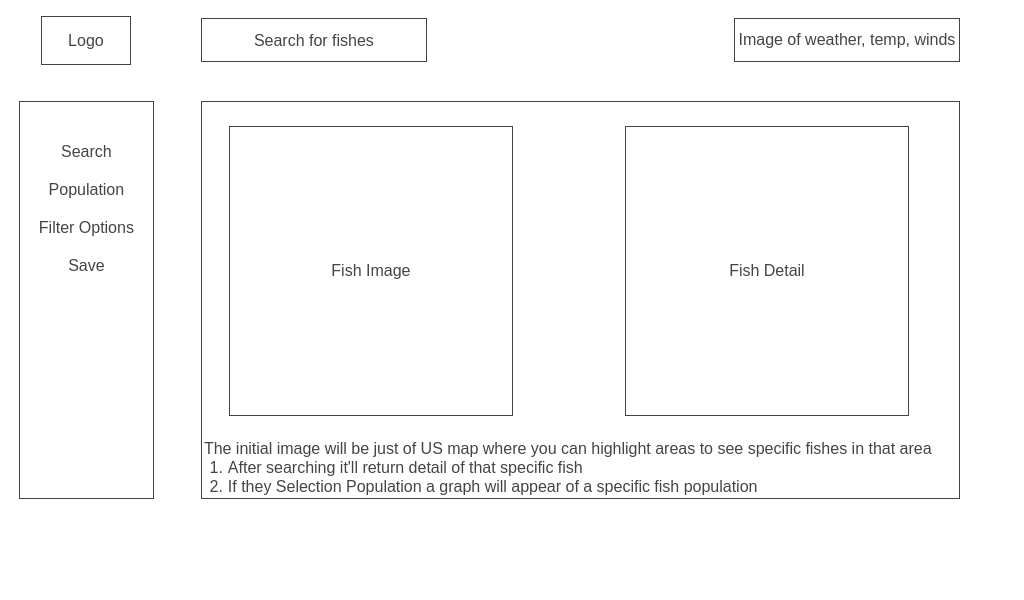 Logo
Search for fishes
Image of weather, temp, winds
Search
Population
Filter Options
Save
Fish Image
Fish Detail
The initial image will be just of US map where you can highlight areas to see specific fishes in that area
1. After searching it'll return detail of that specific fish
2. If they Selection Population a graph will appear of a specific fish population